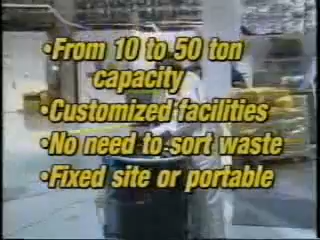 •From 10 to 50 ton
capacity
•Customized facilities
•No need to sort waste
•Fixed site or portable